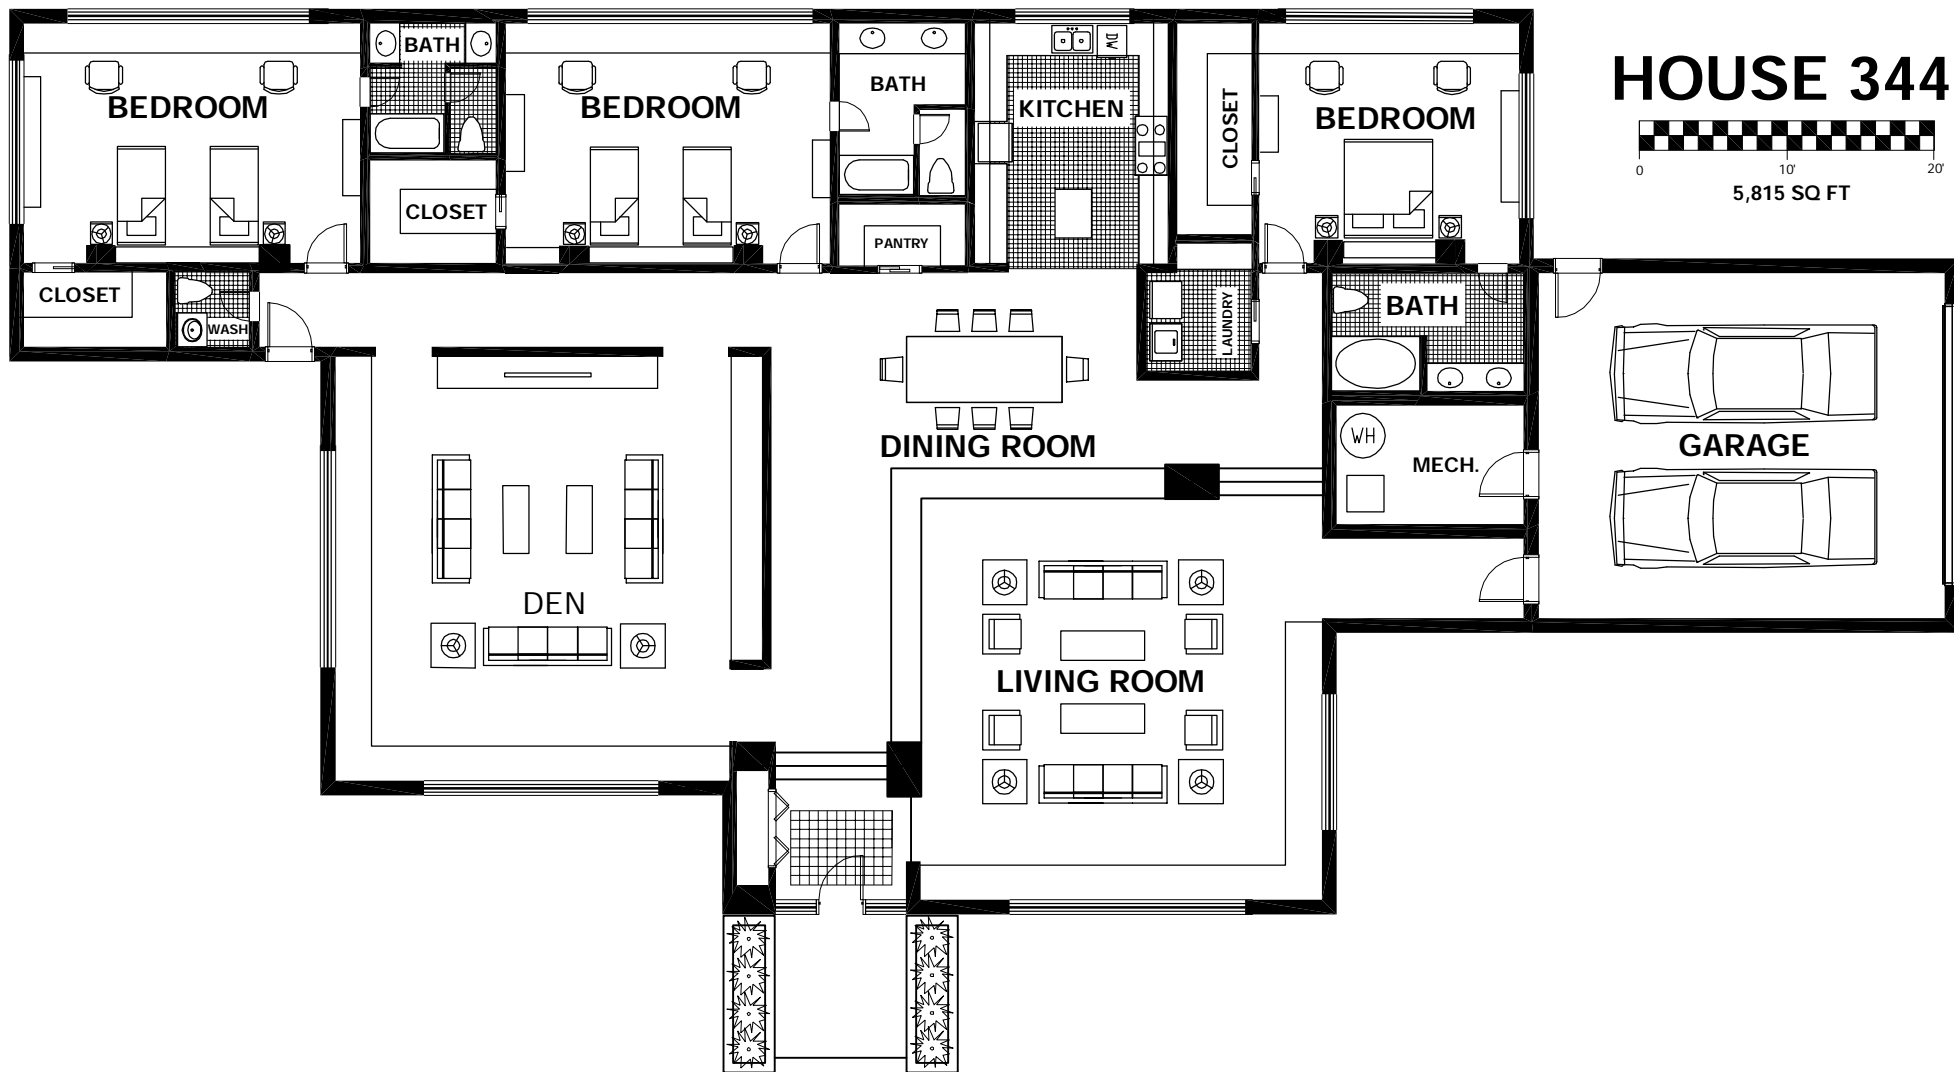 HOUSE 344
0 10' 20'
5,815 SQ FT
BATH
BEDROOM
BEDROOM
BATH
DW
KITCHEN
CLOSET
BEDROOM
CLOSET
PANTRY
CLOSET
WASH
LAUNDRY
BATH
WH
MECH.
GARAGE
DINING ROOM
DEN
LIVING ROOM